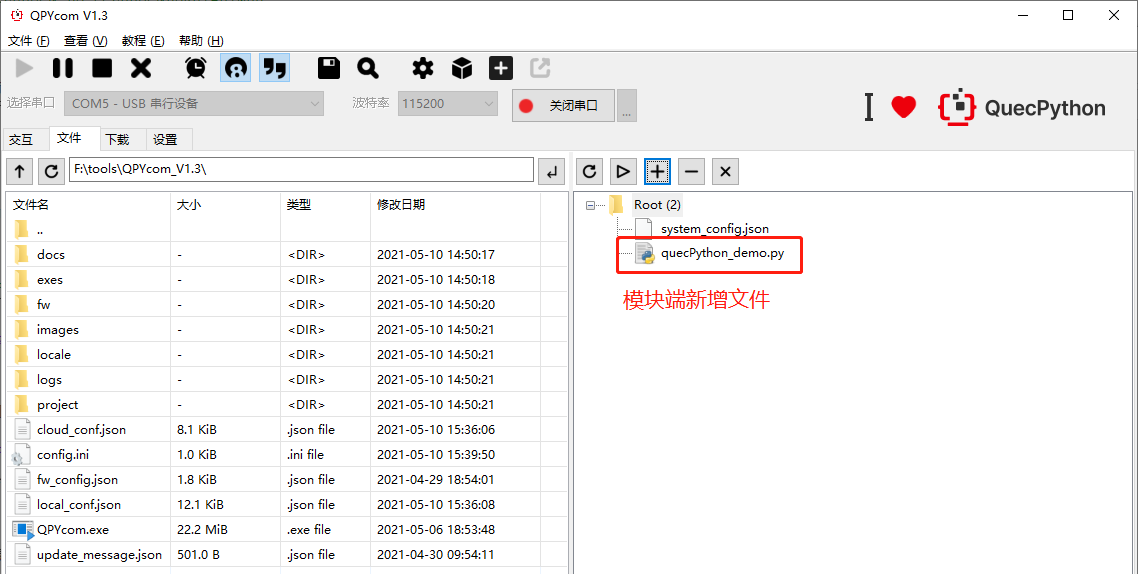 QPYcom V1.3
文件 (F) 查看 (V) 教程 (E) 帮助 (H)
选择串口 COM5 - USB 串行设备 波特率 115200 关闭串口 ... I QuecPython
交互 文件 下载 设置
F:\tools\QPYcom_V1.3\
文件名 大小 类型 修改日期
..
docs - <DIR> 2021-05-10 14:50:17
exes - <DIR> 2021-05-10 14:50:18
fw - <DIR> 2021-05-10 14:50:20
images - <DIR> 2021-05-10 14:50:21
locale - <DIR> 2021-05-10 14:50:21
logs - <DIR> 2021-05-10 14:50:21
project - <DIR> 2021-05-10 14:50:21
cloud_conf.json 8.1 KiB .json file 2021-05-10 15:36:06
config.ini 1.0 KiB .ini file 2021-05-10 15:39:50
fw_config.json 1.8 KiB .json file 2021-04-29 18:54:01
local_conf.json 12.1 KiB .json file 2021-05-10 15:36:08
QPYcom.exe 22.2 MiB .exe file 2021-05-06 18:53:48
update_message.json 501.0 B .json file 2021-04-30 09:54:11
Root (2)
system_config.json
quecPython_demo.py
模块端新增文件